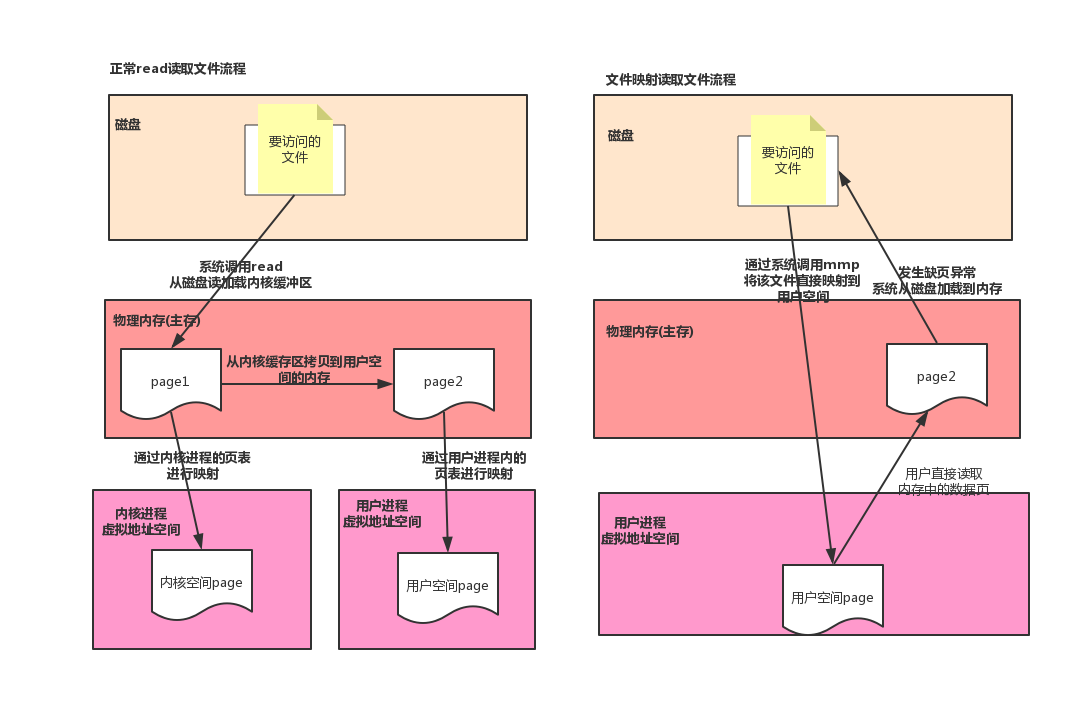 正常read读取文件流程
磁盘
要访问的
文件
系统调用read
从磁盘读加载内核缓冲区
物理内存(主存)
page1
从内核缓存区拷贝到用户空
间的内存
page2
通过内核进程的页表
进行映射
通过用户进程内的
页表进行映射
内核进程
虚拟地址空间
内核空间page
用户进程
虚拟地址空间
用户空间page
文件映射读取文件流程
磁盘
要访问的
文件
通过系统调用mmp
将该文件直接映射到
用户空间
发生缺页异常
系统从磁盘加载到内存
物理内存(主存)
page2
用户直接读取
内存中的数据页
用户进程
虚拟地址空间
用户空间page